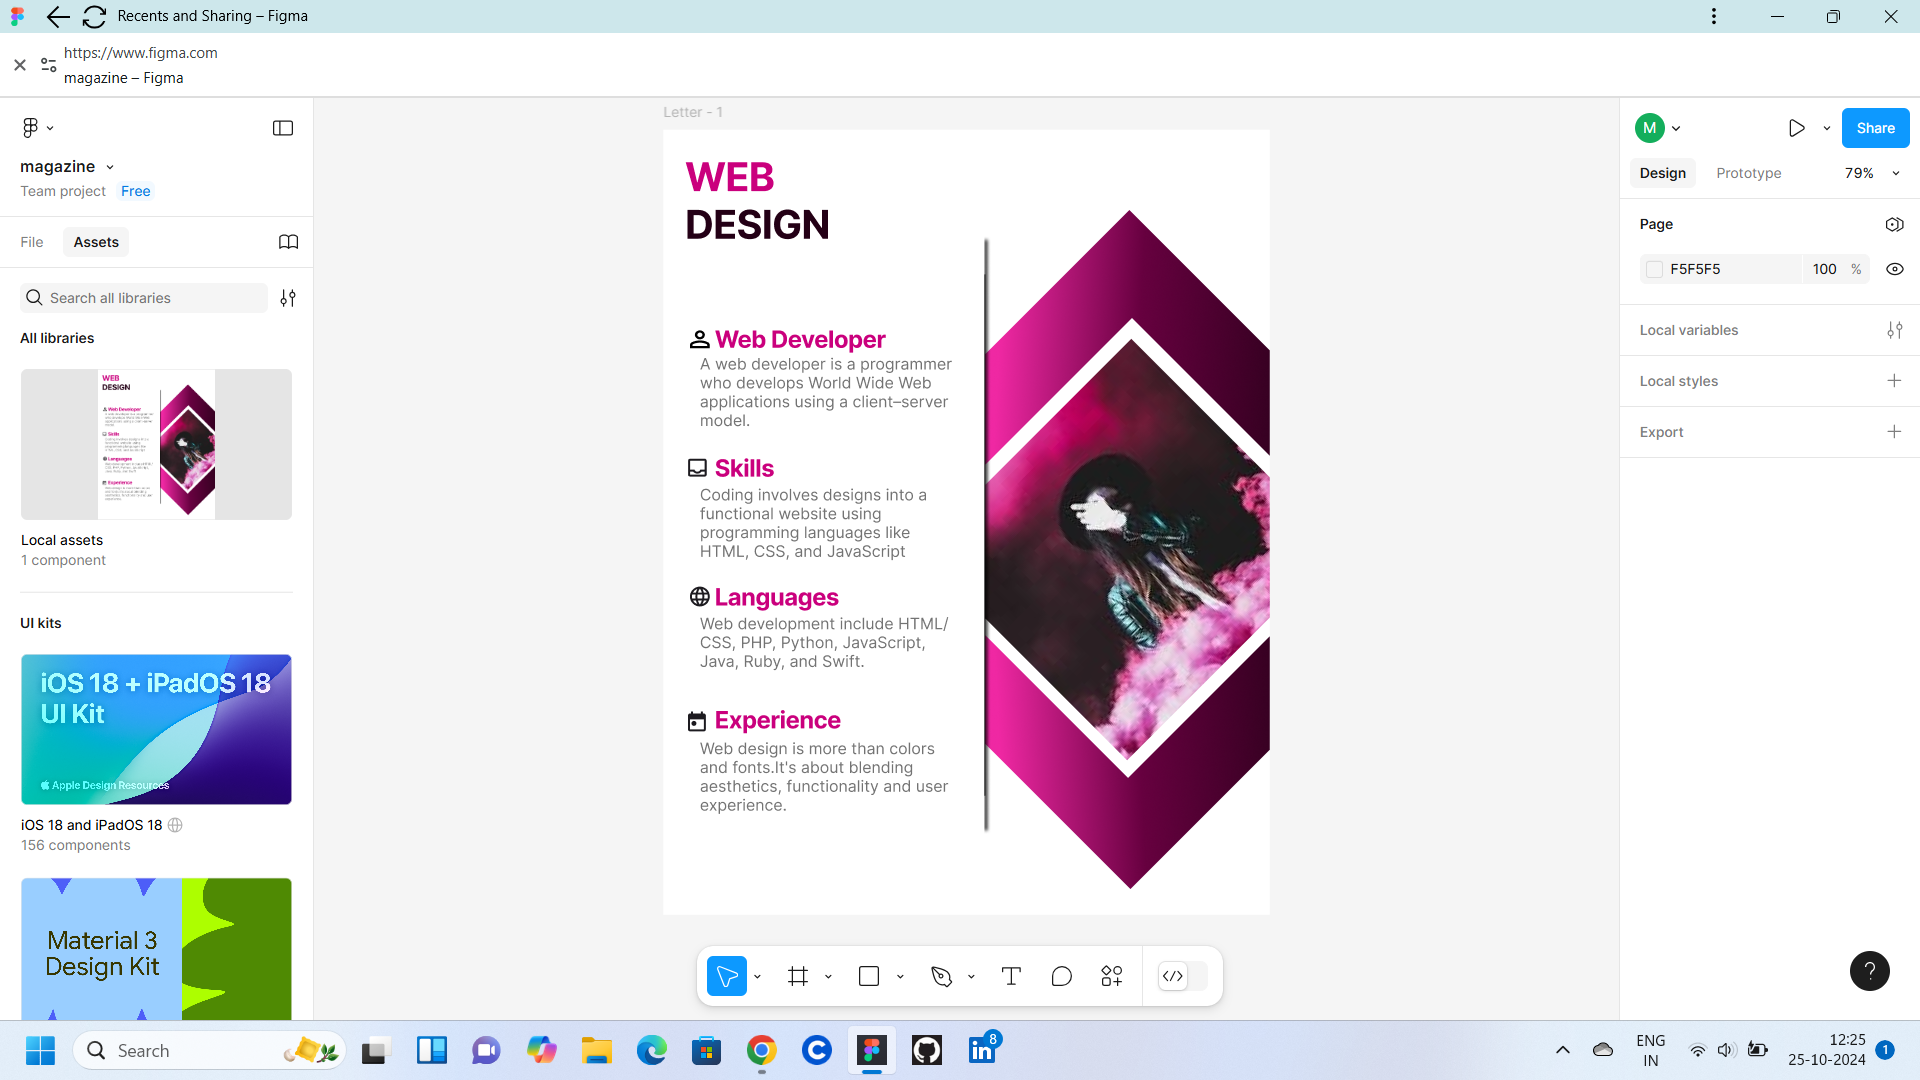 Recents and Sharing – Figma
https://www.figma.com
magazine – Figma
magazine
Team project Free
File Assets
Search all libraries
All libraries
WEB
DESIGN
Web Developer
Skills
Languages
Experience
Local assets
1 component
UI kits
iOS 18 + iPadOS 18
UI Kit
Apple Design Resources
iOS 18 and iPadOS 18
156 components
Material 3
Design Kit
Letter - 1
WEB
DESIGN
Web Developer
A web developer is a programmer
who develops World Wide Web
applications using a client–server
model.
Skills
Coding involves designs into a
functional website using
programming languages like
HTML, CSS, and JavaScript
Languages
Web development include HTML/
CSS, PHP, Python, JavaScript,
Java, Ruby, and Swift.
Experience
Web design is more than colors
and fonts.It's about blending
aesthetics, functionality and user
experience.
M
Share
Design Prototype 79%
Page
F5F5F5 100 %
Local variables
Local styles
Export
?
Search
8
ENG
IN
12:25
25-10-2024
1